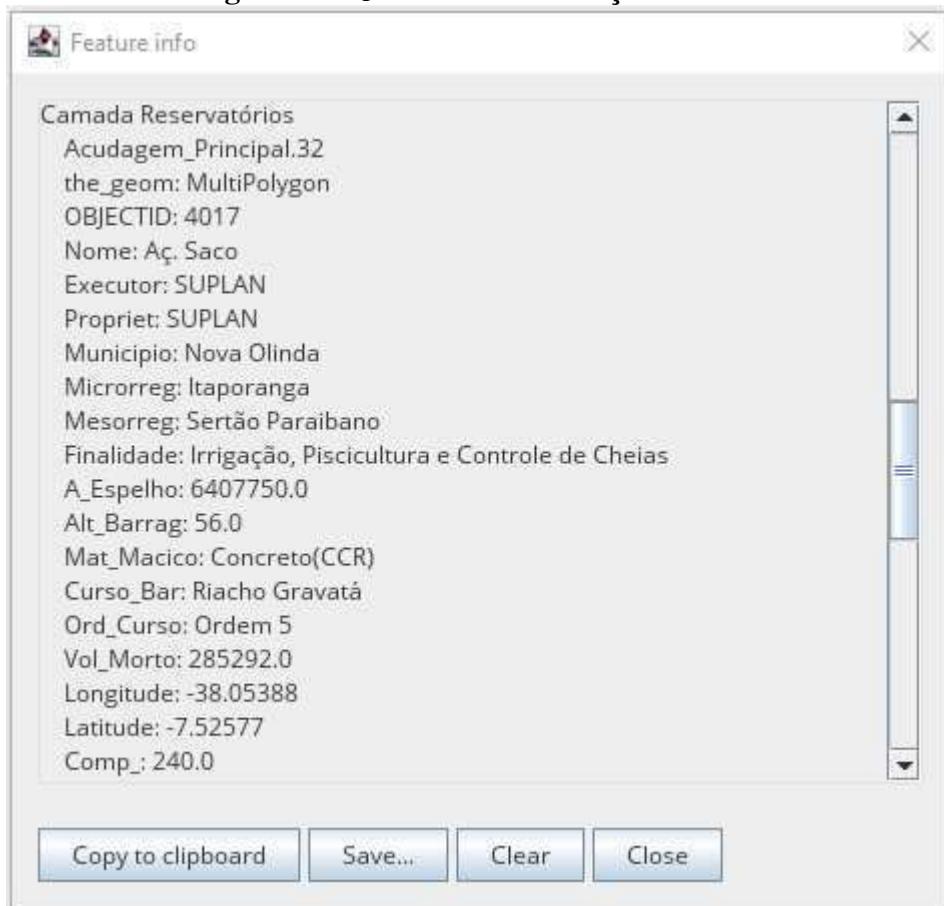 Feature info
Camada Reservatórios
Acudagem_Principal.32
the_geom: MultiPolygon
OBJECTID: 4017
Nome: Aç. Saco
Executor: SUPLAN
Propriet: SUPLAN
Municipio: Nova Olinda
Microrreg: Itaporanga
Mesorreg: Sertão Paraibano
Finalidade: Irrigação, Piscicultura e Controle de Cheias
A_Espelho: 6407750.0
Alt_Barrag: 56.0
Mat_Macico: Concreto(CCR)
Curso_Bar: Riacho Gravatá
Ord_Curso: Ordem 5
Vol_Morto: 285292.0
Longitude: -38.05388
Latitude: -7.52577
Comp_: 240.0
Copy to clipboard Save... Clear Close